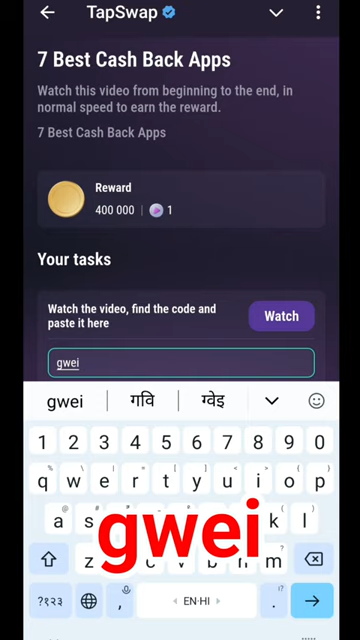 TapSwap
7 Best Cash Back Apps
Watch this video from beginning to the end, in
normal speed to earn the reward.
7 Best Cash Back Apps
Reward
400 000 | 1
Your tasks
Watch the video, find the code and
paste it here
Watch
gwei
gwei गवि ग्वेइ
1 2 3 4 5 6 7 8 9 0
q w e r t y u i o p
a s k l
gwei
z c v b n m
?१२३ , EN·HI .